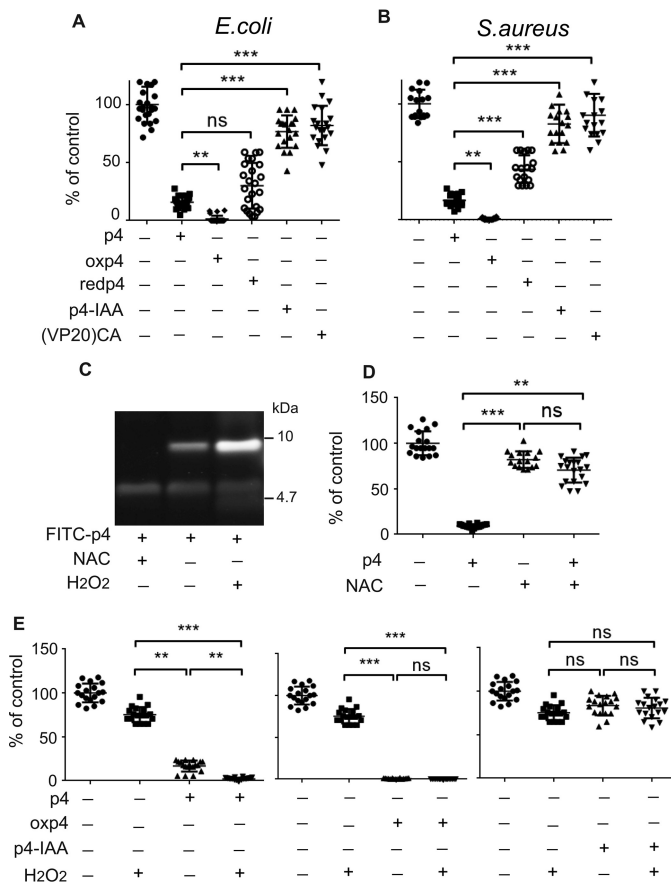 A E.coli
B S.aureus
***
***
ns
**
% of control
100
50
0
***
***
***
**
p4 – + – – – –
oxp4 – – + – – –
redp4 – – – + – –
p4-IAA – – – – + –
(VP20)CA – – – – – +
– + – – – –
– – + – – –
– – – + – –
– – – – + –
– – – – – +
C
kDa
10
4.7
FITC-p4 + + +
NAC + – –
H2O2 – – +
D
% of control
150
100
50
0
**
*** ns
p4 – + – +
NAC – – + +
E
% of control
150
100
50
0
***
** **
***
*** ns
ns
ns ns
p4 – – + + – – – – – – – –
oxp4 – – – – – – + + – – – –
p4-IAA – – – – – – – – – – + +
H2O2 – + – + – + – + – + – +